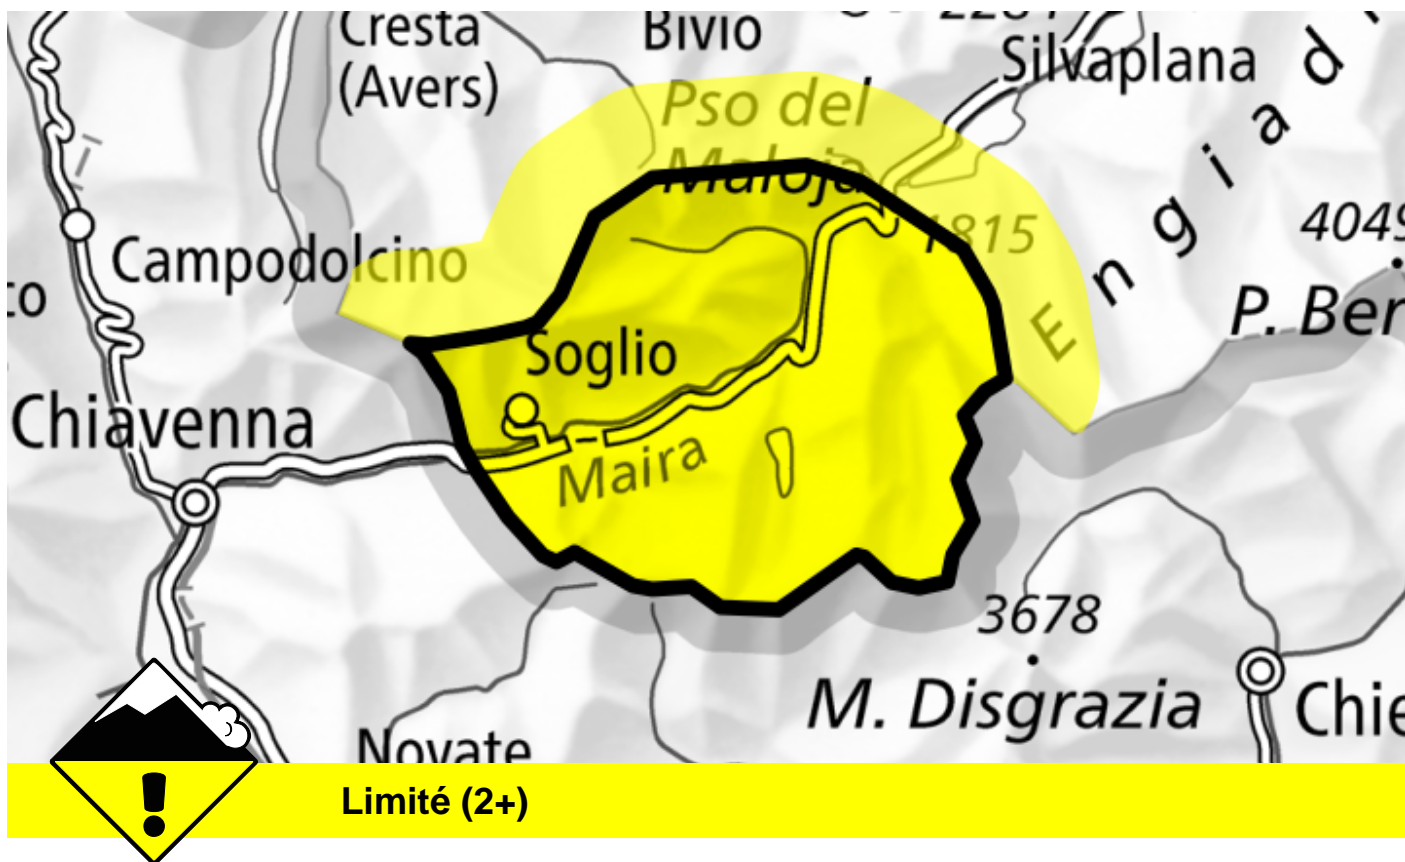 Cresta
(Avers)
Bivio
Silvaplana
Pso del
Maloja
1815
Engiad
4049
P. Ber
Campodolcino
co
Soglio
Chiavenna
Maira
3678
M. Disgrazia
Chie
Novate
Limité (2+)